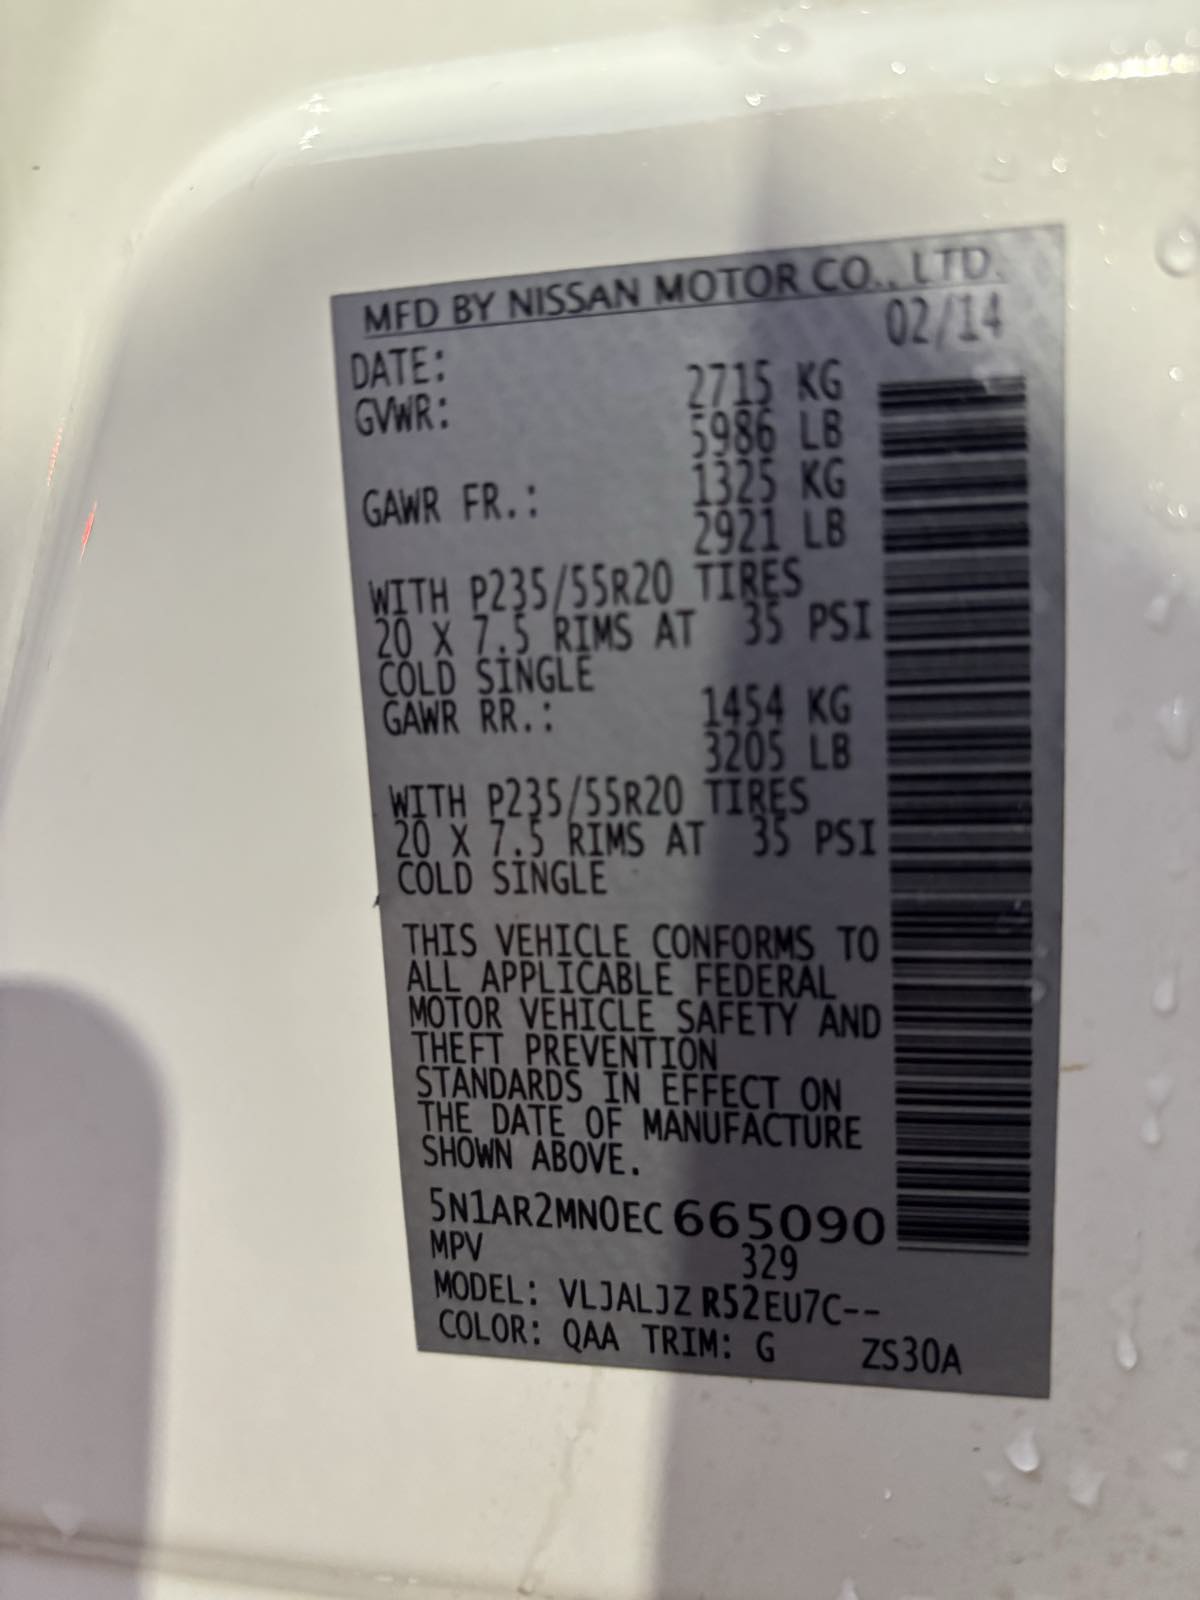 MFD BY NISSAN MOTOR CO., LTD.
DATE: 02/14
GVWR: 2715 KG
5986 LB
GAWR FR.: 1325 KG
2921 LB
WITH P235/55R20 TIRES
20 X 7.5 RIMS AT 35 PSI
COLD SINGLE
GAWR RR.: 1454 KG
3205 LB
WITH P235/55R20 TIRES
20 X 7.5 RIMS AT 35 PSI
COLD SINGLE
THIS VEHICLE CONFORMS TO
ALL APPLICABLE FEDERAL
MOTOR VEHICLE SAFETY AND
THEFT PREVENTION
STANDARDS IN EFFECT ON
THE DATE OF MANUFACTURE
SHOWN ABOVE.
5N1AR2MN0EC665090
MPV 329
MODEL: VLJALJZ R52EU7C--
COLOR: QAA TRIM: G ZS30A